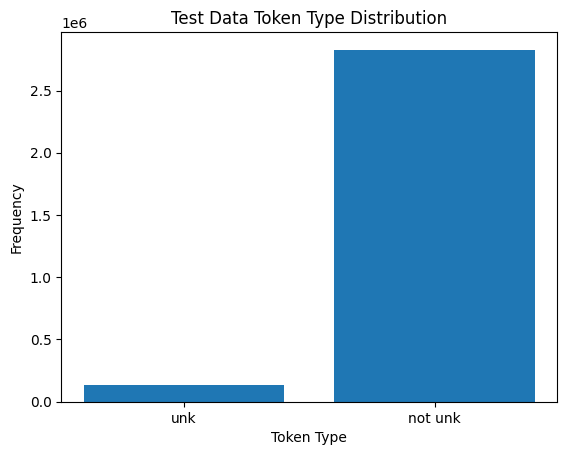 Test Data Token Type Distribution
1e6
2.5
2.0
1.5
1.0
0.5
0.0
Frequency
unk
not unk
Token Type